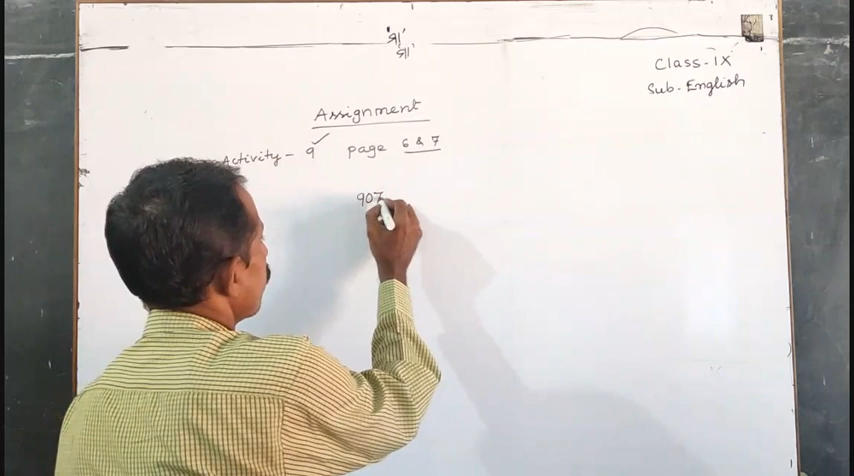 Class-IX
Sub. English
Assignment
Activity - 9 page 6 & 7
907